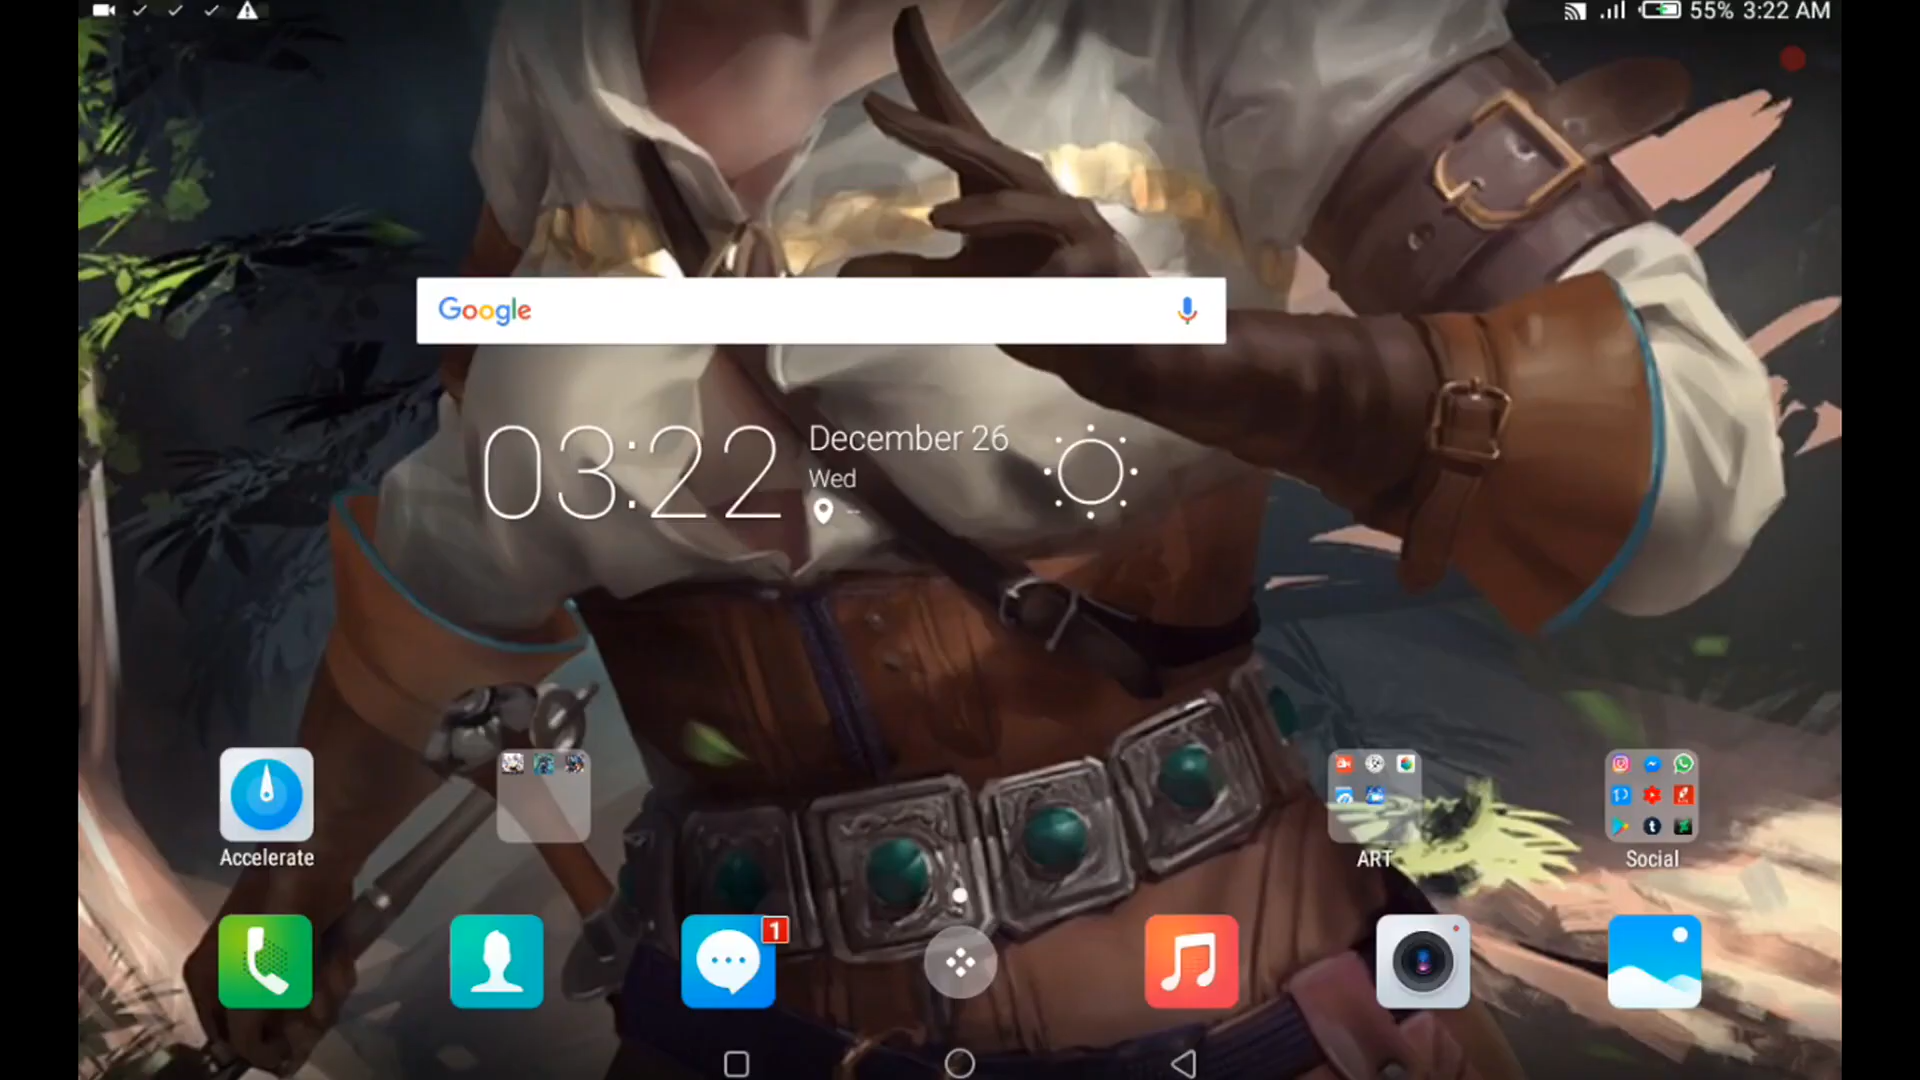 55% 3:22 AM
Google
03:22
December 26
Wed
--
Accelerate
ART
Social
1